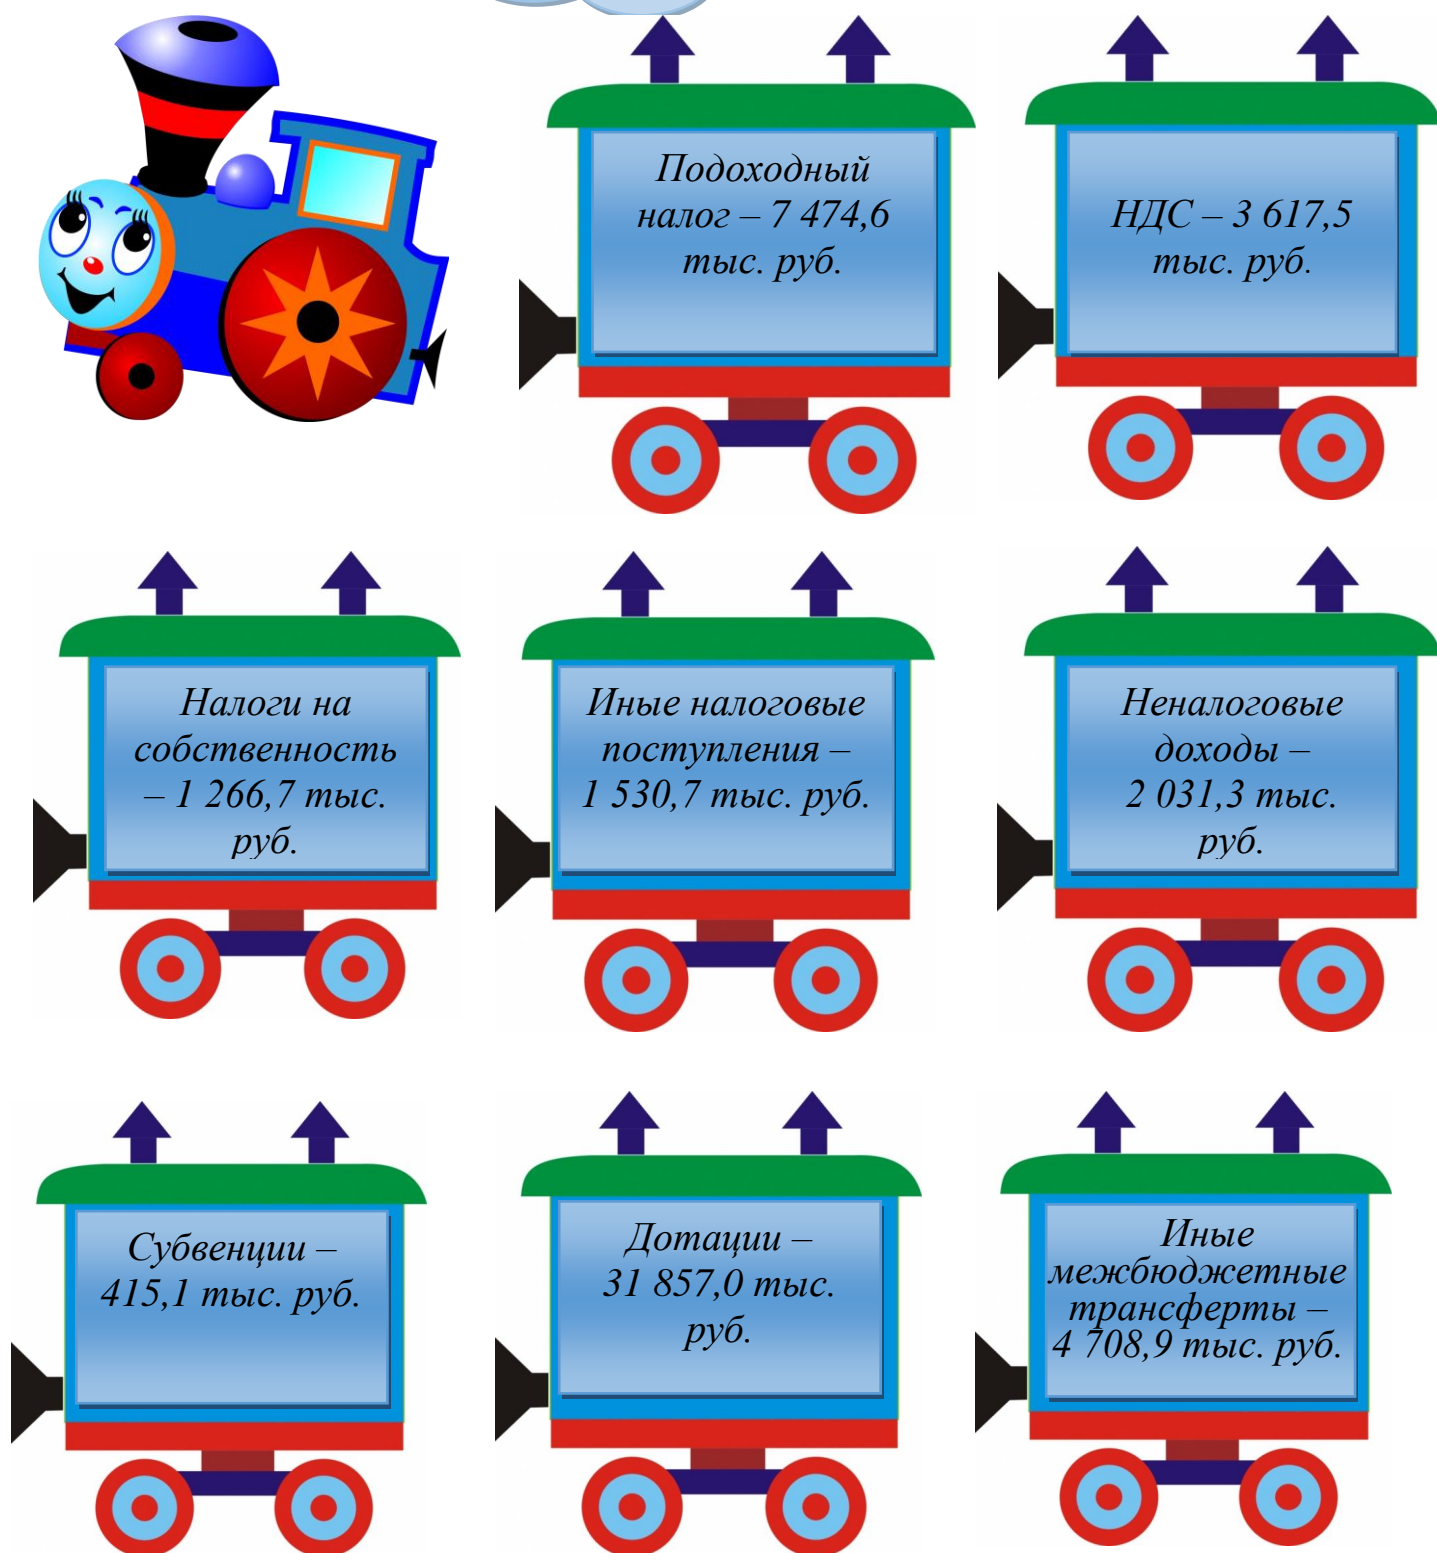 Подоходный
налог – 7 474,6
тыс. руб.
НДС – 3 617,5
тыс. руб.
Налоги на
собственность
– 1 266,7 тыс.
руб.
Иные налоговые
поступления –
1 530,7 тыс. руб.
Неналоговые
доходы –
2 031,3 тыс.
руб.
Субвенции –
415,1 тыс. руб.
Дотации –
31 857,0 тыс.
руб.
Иные
межбюджетные
трансферты –
4 708,9 тыс. руб.